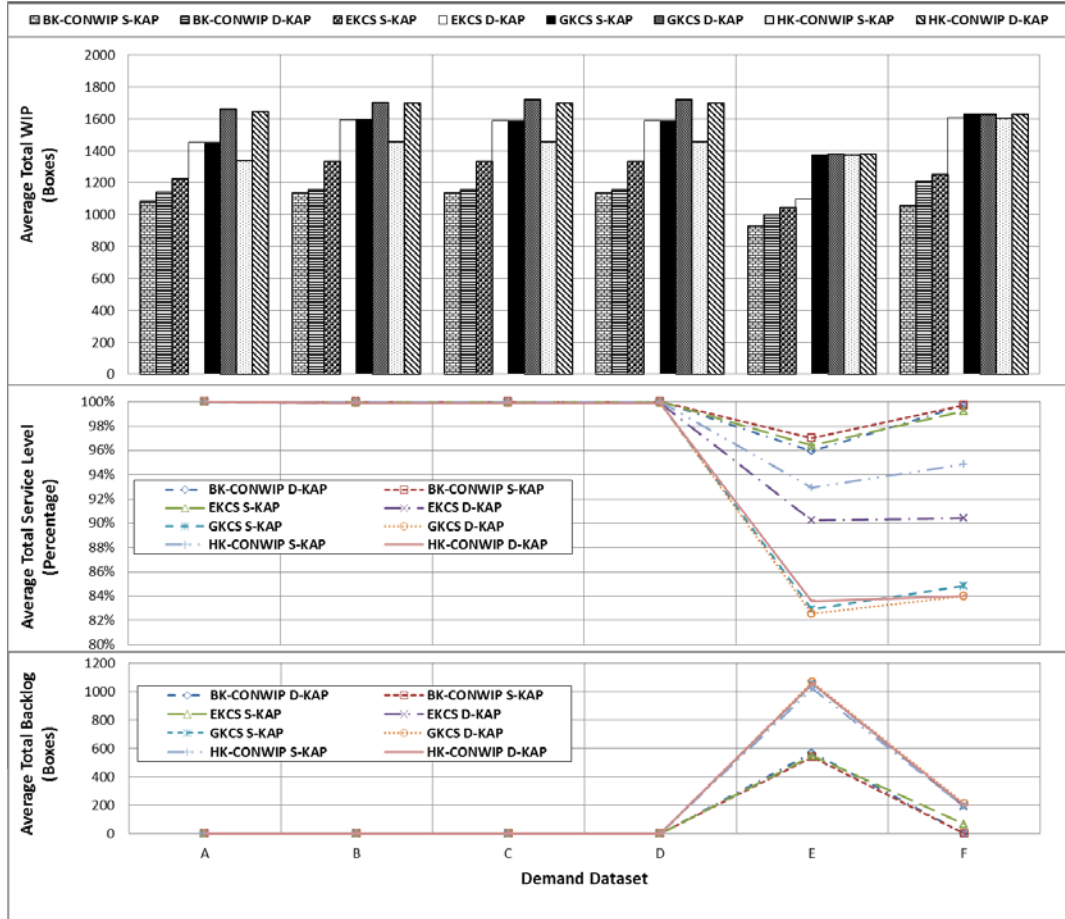 BK-CONWIP S-KAP BK-CONWIP D-KAP EKCS S-KAP EKCS D-KAP GKCS S-KAP GKCS D-KAP HK-CONWIP S-KAP HK-CONWIP D-KAP
Average Total WIP
(Boxes)
2000
1800
1600
1400
1200
1000
800
600
400
200
0
Average Total Service Level
(Percentage)
100%
98%
96%
94%
92%
90%
88%
86%
84%
82%
80%
BK-CONWIP D-KAP BK-CONWIP S-KAP
EKCS S-KAP EKCS D-KAP
GKCS S-KAP GKCS D-KAP
HK-CONWIP S-KAP HK-CONWIP D-KAP
Average Total Backlog
(Boxes)
1200
1000
800
600
400
200
0
BK-CONWIP D-KAP BK-CONWIP S-KAP
EKCS S-KAP EKCS D-KAP
GKCS S-KAP GKCS D-KAP
HK-CONWIP S-KAP HK-CONWIP D-KAP
A B C D E F
Demand Dataset